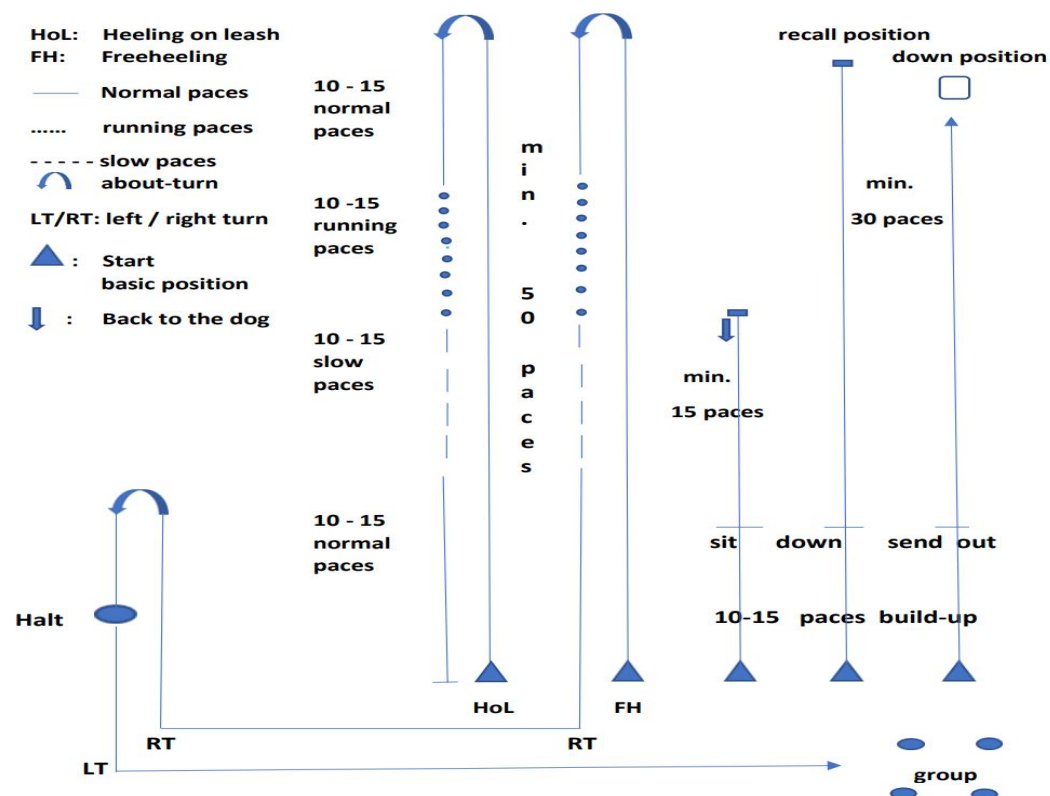 HoL: Heeling on leash
FH: Freeheeling
Normal paces
...... running paces
- - - - - slow paces
about-turn
LT/RT: left / right turn
: Start
basic position
: Back to the dog
10 - 15
normal
paces
10 -15
running
paces
10 - 15
slow
paces
10 - 15
normal
paces
min. 50 paces
recall position
down position
min.
30 paces
min.
15 paces
sit down send out
10-15 paces build-up
Halt
HoL FH
RT RT
LT
group